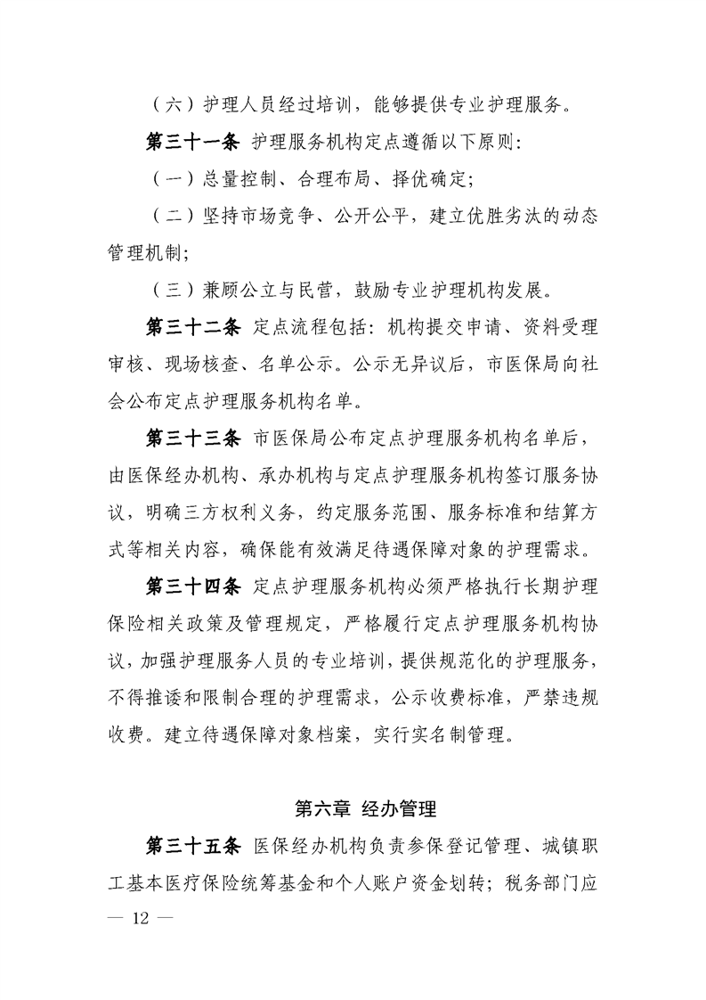 （六）护理人员经过培训，能够提供专业护理服务。
第三十一条 护理服务机构定点遵循以下原则：
（一）总量控制、合理布局、择优确定；
（二）坚持市场竞争、公开公平，建立优胜劣汰的动态
管理机制；
（三）兼顾公立与民营，鼓励专业护理机构发展。
第三十二条 定点流程包括：机构提交申请、资料受理
审核、现场核查、名单公示。公示无异议后，市医保局向社
会公布定点护理服务机构名单。
第三十三条 市医保局公布定点护理服务机构名单后，
由医保经办机构、承办机构与定点护理服务机构签订服务协
议，明确三方权利义务，约定服务范围、服务标准和结算方
式等相关内容，确保能有效满足待遇保障对象的护理需求。
第三十四条 定点护理服务机构必须严格执行长期护理
保险相关政策及管理规定，严格履行定点护理服务机构协
议，加强护理服务人员的专业培训，提供规范化的护理服务，
不得推诿和限制合理的护理需求，公示收费标准，严禁违规
收费。建立待遇保障对象档案，实行实名制管理。
第六章 经办管理
第三十五条 医保经办机构负责参保登记管理、城镇职
工基本医疗保险统筹基金和个人账户资金划转；税务部门应
— 12 —